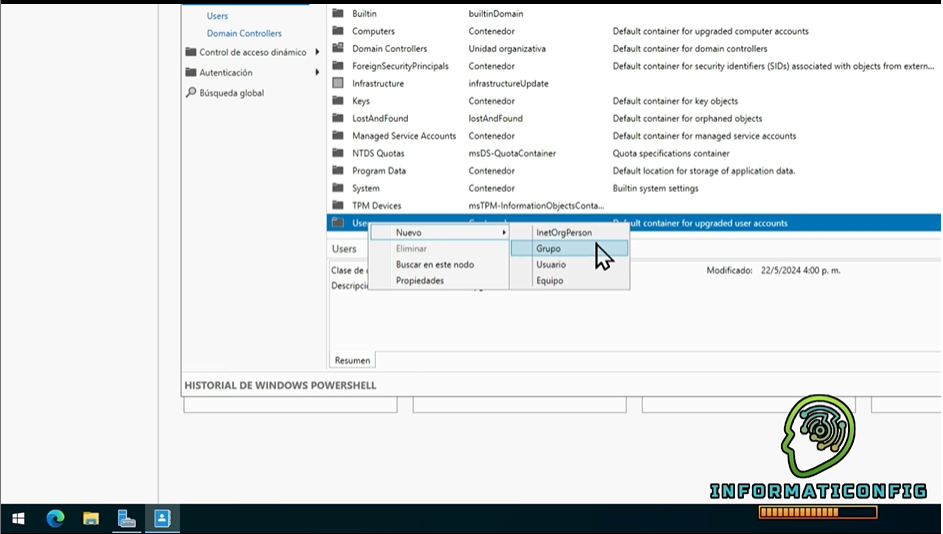 Users
Domain Controllers
Control de acceso dinámico
Autenticación
Búsqueda global
Builtin builtinDomain
Computers Contenedor Default container for upgraded computer accounts
Domain Controllers Unidad organizativa Default container for domain controllers
ForeignSecurityPrincipals Contenedor Default container for security identifiers (SIDs) associated with objects from extern...
Infrastructure infrastructureUpdate
Keys Contenedor Default container for key objects
LostAndFound lostAndFound Default container for orphaned objects
Managed Service Accounts Contenedor Default container for managed service accounts
NTDS Quotas msDS-QuotaContainer Quota specifications container
Program Data Contenedor Default location for storage of application data.
System Contenedor Builtin system settings
TPM Devices msTPM-InformationObjectsConta...
Default container for upgraded user accounts
Nuevo
Eliminar
Buscar en este nodo
Propiedades
InetOrgPerson
Grupo
Usuario
Equipo
Users
Clase de
Modificado: 22/5/2024 4:00 p. m.
Resumen
HISTORIAL DE WINDOWS POWERSHELL
INFORMATICONFIG